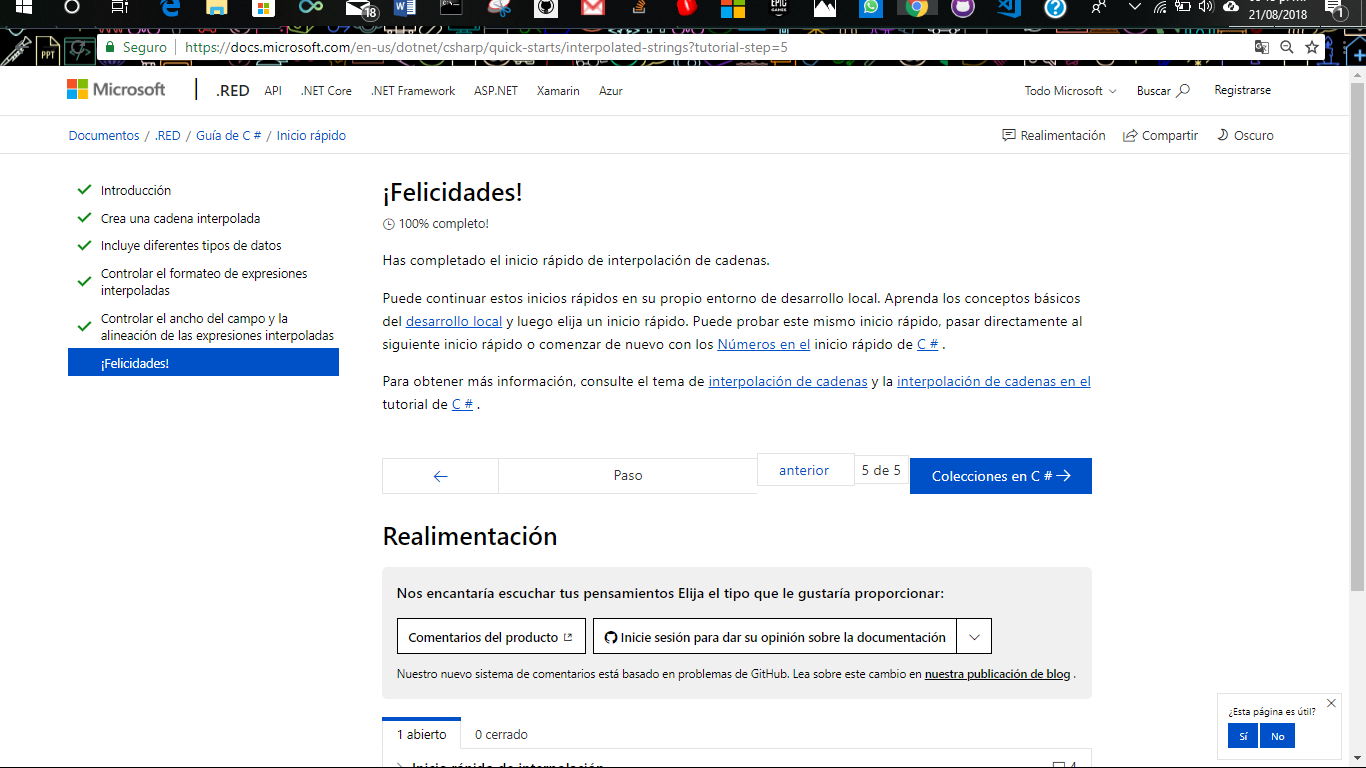 18
EPIC
GAMES
21/08/2018
1
PPT
Seguro
https://docs.microsoft.com/en-us/dotnet/csharp/quick-starts/interpolated-strings?tutorial-step=5
Microsoft
.RED API .NET Core .NET Framework ASP.NET Xamarin Azur
Todo Microsoft Buscar Registrarse
Documentos / .RED / Guía de C # / Inicio rápido
Realimentación Compartir Oscuro
Introducción
Crea una cadena interpolada
Incluye diferentes tipos de datos
Controlar el formateo de expresiones
interpoladas
Controlar el ancho del campo y la
alineación de las expresiones interpoladas
¡Felicidades!
¡Felicidades!
100% completo!
Has completado el inicio rápido de interpolación de cadenas.
Puede continuar estos inicios rápidos en su propio entorno de desarrollo local. Aprenda los conceptos básicos
del desarrollo local y luego elija un inicio rápido. Puede probar este mismo inicio rápido, pasar directamente al
siguiente inicio rápido o comenzar de nuevo con los Números en el inicio rápido de C # .
Para obtener más información, consulte el tema de interpolación de cadenas y la interpolación de cadenas en el
tutorial de C # .
← Paso anterior 5 de 5 Colecciones en C # →
Realimentación
Nos encantaría escuchar tus pensamientos Elija el tipo que le gustaría proporcionar:
Comentarios del producto
Inicie sesión para dar su opinión sobre la documentación
Nuestro nuevo sistema de comentarios está basado en problemas de GitHub. Lea sobre este cambio en nuestra publicación de blog .
1 abierto 0 cerrado
Inicio rápido de interpolación
4
¿Esta página es útil?
Sí No